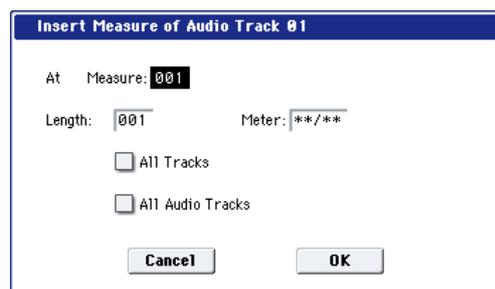 Insert Measure of Audio Track 01
At Measure: 001
Length: 001 Meter: **/**
All Tracks
All Audio Tracks
Cancel OK